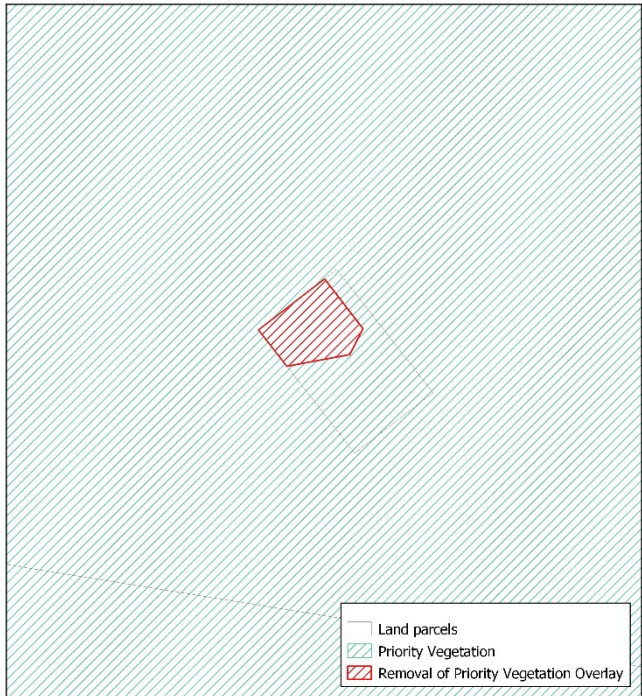 Land parcels
Priority Vegetation
Removal of Priority Vegetation Overlay